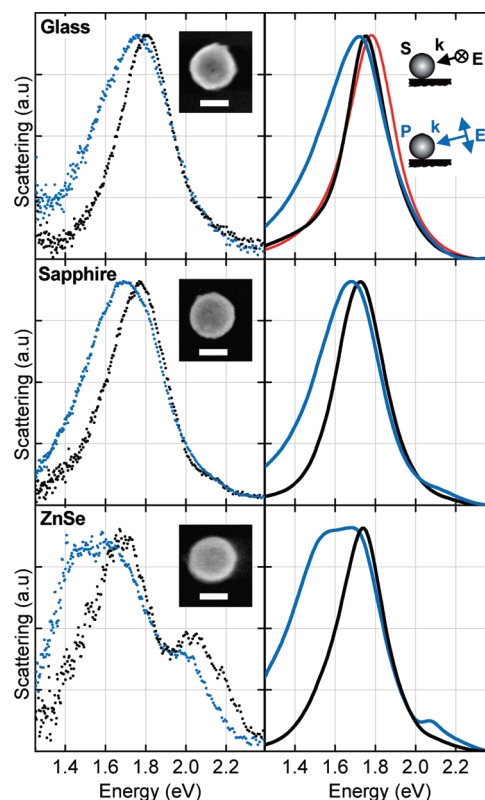 Glass
Scattering (a.u)
S k E
P k E
Sapphire
Scattering (a.u)
ZnSe
Scattering (a.u)
1.4 1.6 1.8 2.0 2.2
1.4 1.6 1.8 2.0 2.2
Energy (eV)
Energy (eV)